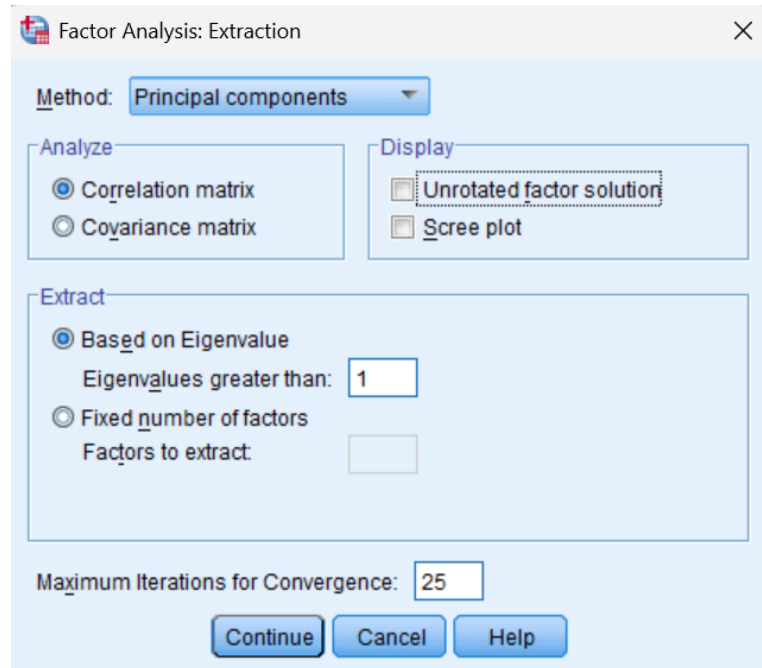 Factor Analysis: Extraction
Method: Principal components
Analyze
Correlation matrix
Covariance matrix
Display
Unrotated factor solution
Scree plot
Extract
Based on Eigenvalue
Eigenvalues greater than: 1
Fixed number of factors
Factors to extract:
Maximum Iterations for Convergence: 25
Continue Cancel Help